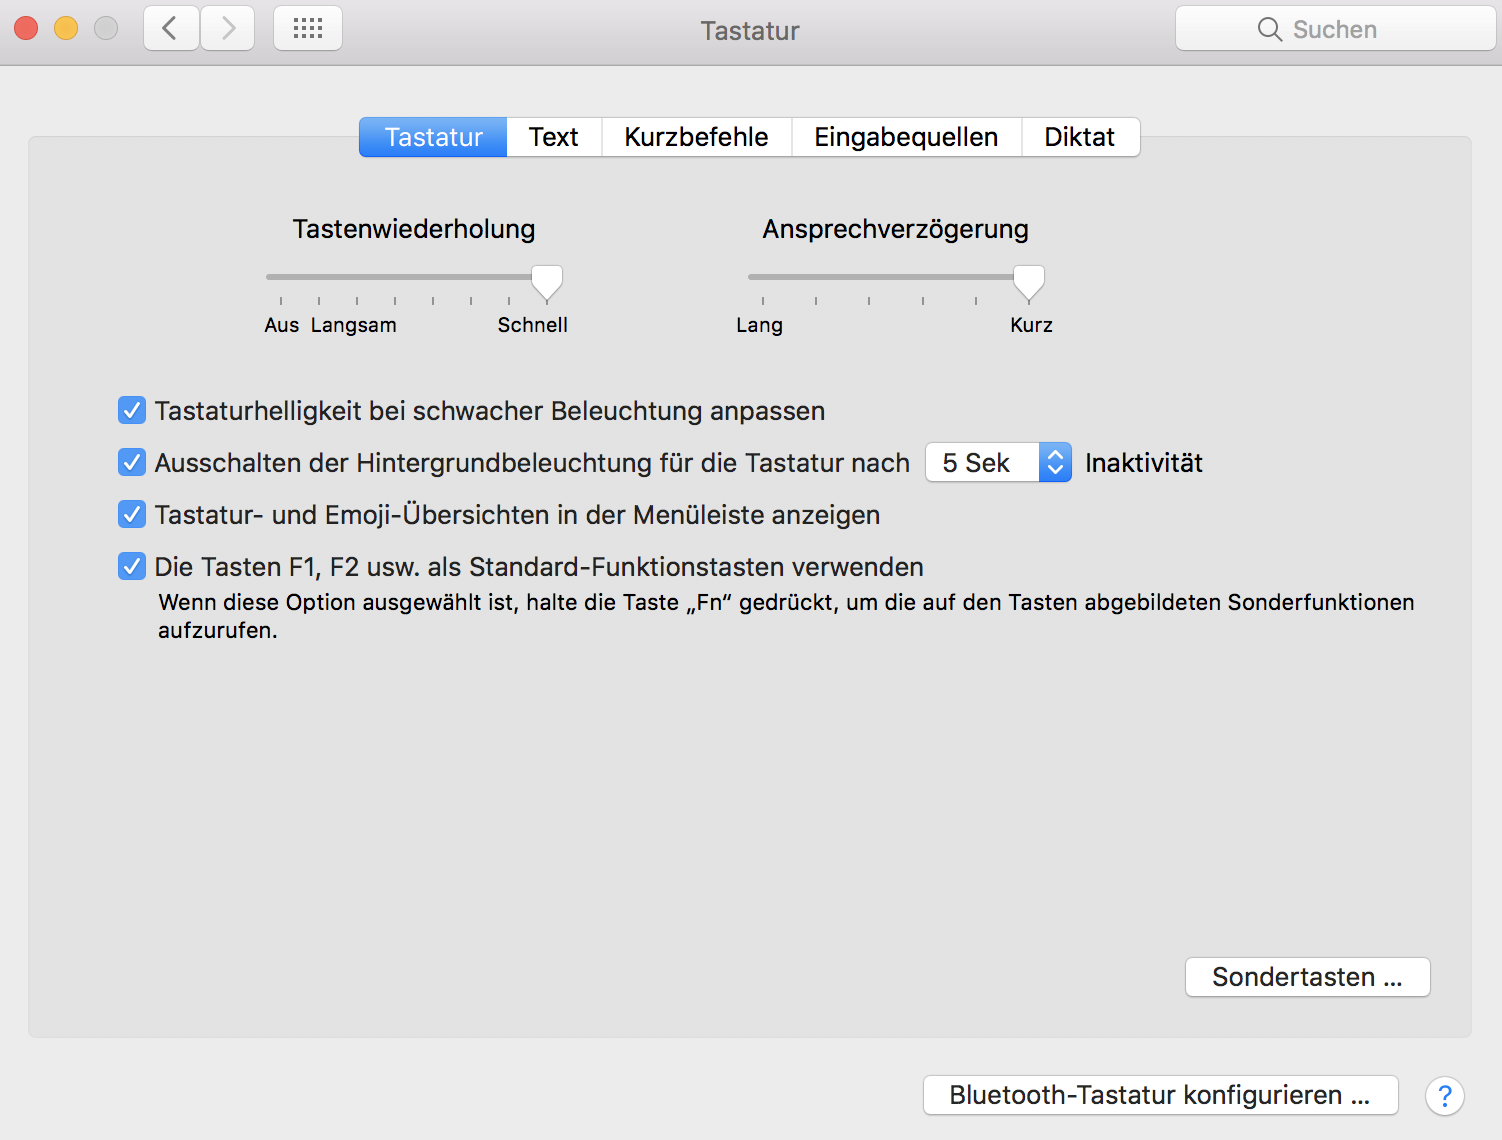 Tastatur
Suchen
Tastatur Text Kurzbefehle Eingabequellen Diktat
Tastenwiederholung Ansprechverzögerung
Aus Langsam Schnell Lang Kurz
Tastaturhelligkeit bei schwacher Beleuchtung anpassen
Ausschalten der Hintergrundbeleuchtung für die Tastatur nach 5 Sek Inaktivität
Tastatur- und Emoji-Übersichten in der Menüleiste anzeigen
Die Tasten F1, F2 usw. als Standard-Funktionstasten verwenden
Wenn diese Option ausgewählt ist, halte die Taste „Fn“ gedrückt, um die auf den Tasten abgebildeten Sonderfunktionen
aufzurufen.
Sondertasten ...
Bluetooth-Tastatur konfigurieren ... ?